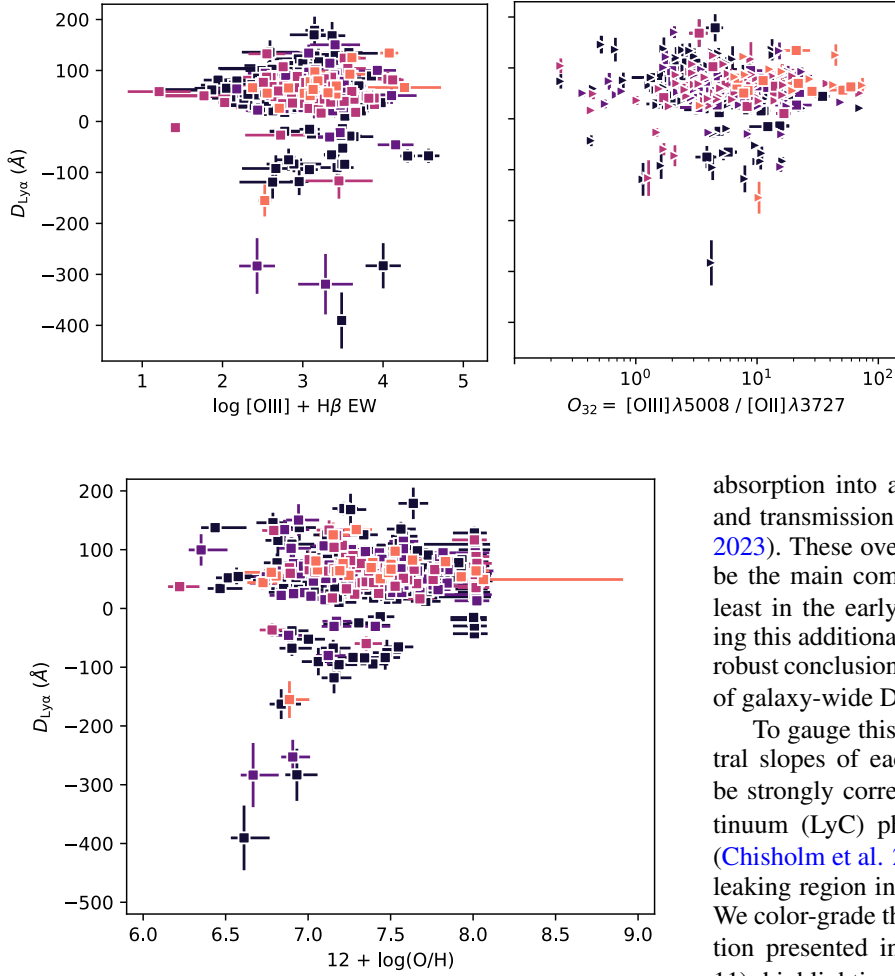 200
100
0
−100
−200
−300
−400
D_Lyα (Å)
1 2 3 4 5
log [OIII] + Hβ EW
10^0 10^1 10^2
O_32 = [OIII]λ5008 / [OII]λ3727
200
100
0
−100
−200
−300
−400
−500
D_Lyα (Å)
6.0 6.5 7.0 7.5 8.0 8.5 9.0
12 + log(O/H)
absorption into a
and transmission
2023). These ove
be the main com
least in the early
ing this additiona
robust conclusion
of galaxy-wide D
To gauge this
tral slopes of eac
be strongly corre
tinuum (LyC) ph
(Chisholm et al. 2
leaking region in
We color-grade th
tion presented in